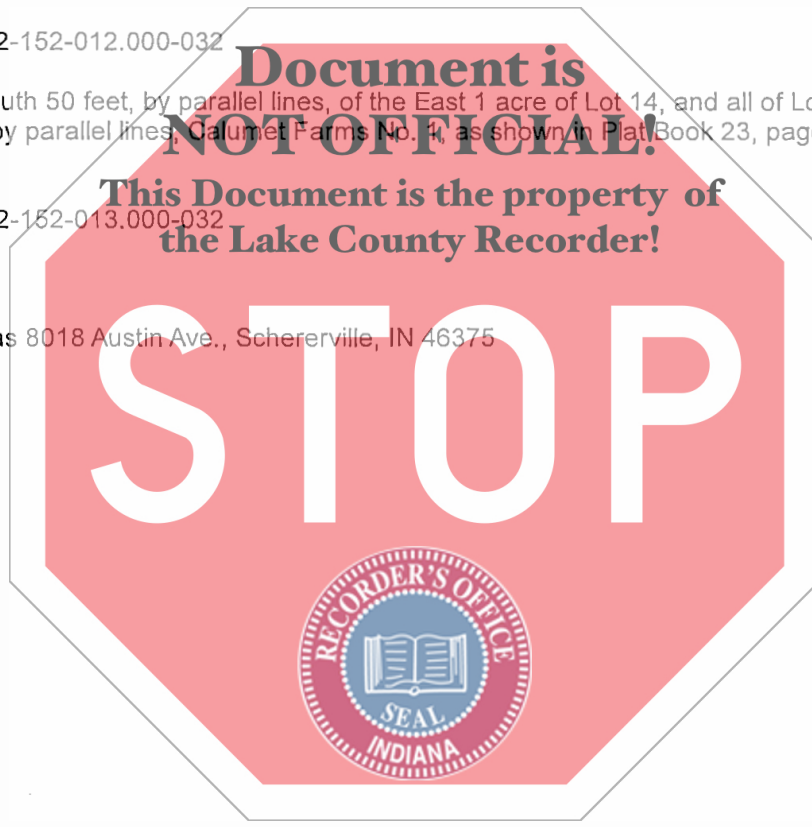 2-152-012.000-032
Document is
uth 50 feet, by parallel lines, of the East 1 acre of Lot 14, and all of Lo
by parallel lines, Calumet Farms No. 1, as shown in Plat Book 23, pag
NOT OFFICIAL!
This Document is the property of
2-152-013.000-032
the Lake County Recorder!
as 8018 Austin Ave., Schererville, IN 46375
STOP
RECORDER'S OFFICE
SEAL
INDIANA